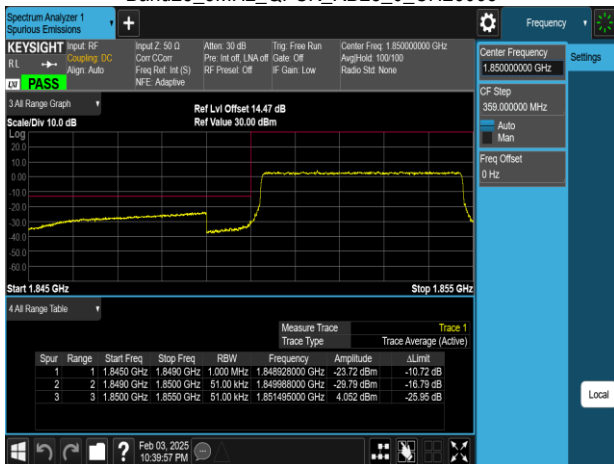 Spectrum Analyzer 1
Spurious Emissions
+
Frequency
KEYSIGHT
RL
Input: RF
Coupling: DC
Align: Auto
Input Z: 50 Ω
Corr CCorr
Freq Ref: Int (S)
NFE: Adaptive
Atten: 30 dB
Pre: Int off, LNA off
RF Preset: Off
Trig: Free Run
Gate: Off
IF Gain: Low
Center Freq: 1.850000000 GHz
Avg|Hold: 100/100
Radio Std: None
PASS
Center Frequency
1.850000000 GHz
Settings
CF Step
359.000000 MHz
Auto
Man
Freq Offset
0 Hz
3 All Range Graph
Scale/Div 10.0 dB
Ref Lvl Offset 14.47 dB
Ref Value 30.00 dBm
Log
20.0
10.0
0.00
-10.0
-20.0
-30.0
-40.0
-50.0
-60.0
Start 1.845 GHz
Stop 1.855 GHz
4 All Range Table
Measure Trace Trace 1
Trace Type Trace Average (Active)
Spur Range Start Freq Stop Freq RBW Frequency Amplitude ΔLimit
1 1 1.8450 GHz 1.8490 GHz 1.000 MHz 1.848928000 GHz -23.72 dBm -10.72 dB
2 2 1.8490 GHz 1.8500 GHz 51.00 kHz 1.849988000 GHz -29.79 dBm -16.79 dB
3 3 1.8500 GHz 1.8550 GHz 51.00 kHz 1.851495000 GHz 4.052 dBm -25.95 dB
Local
?
Feb 03, 2025
10:39:57 PM